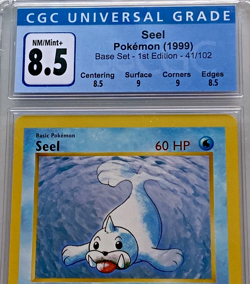 CGC UNIVERSAL GRADE
NM/Mint+
8.5
Seel
Pokémon (1999)
Base Set - 1st Edition - 41/102
Centering Surface Corners Edges
8.5 9 9 8.5
Basic Pokémon
Seel 60 HP